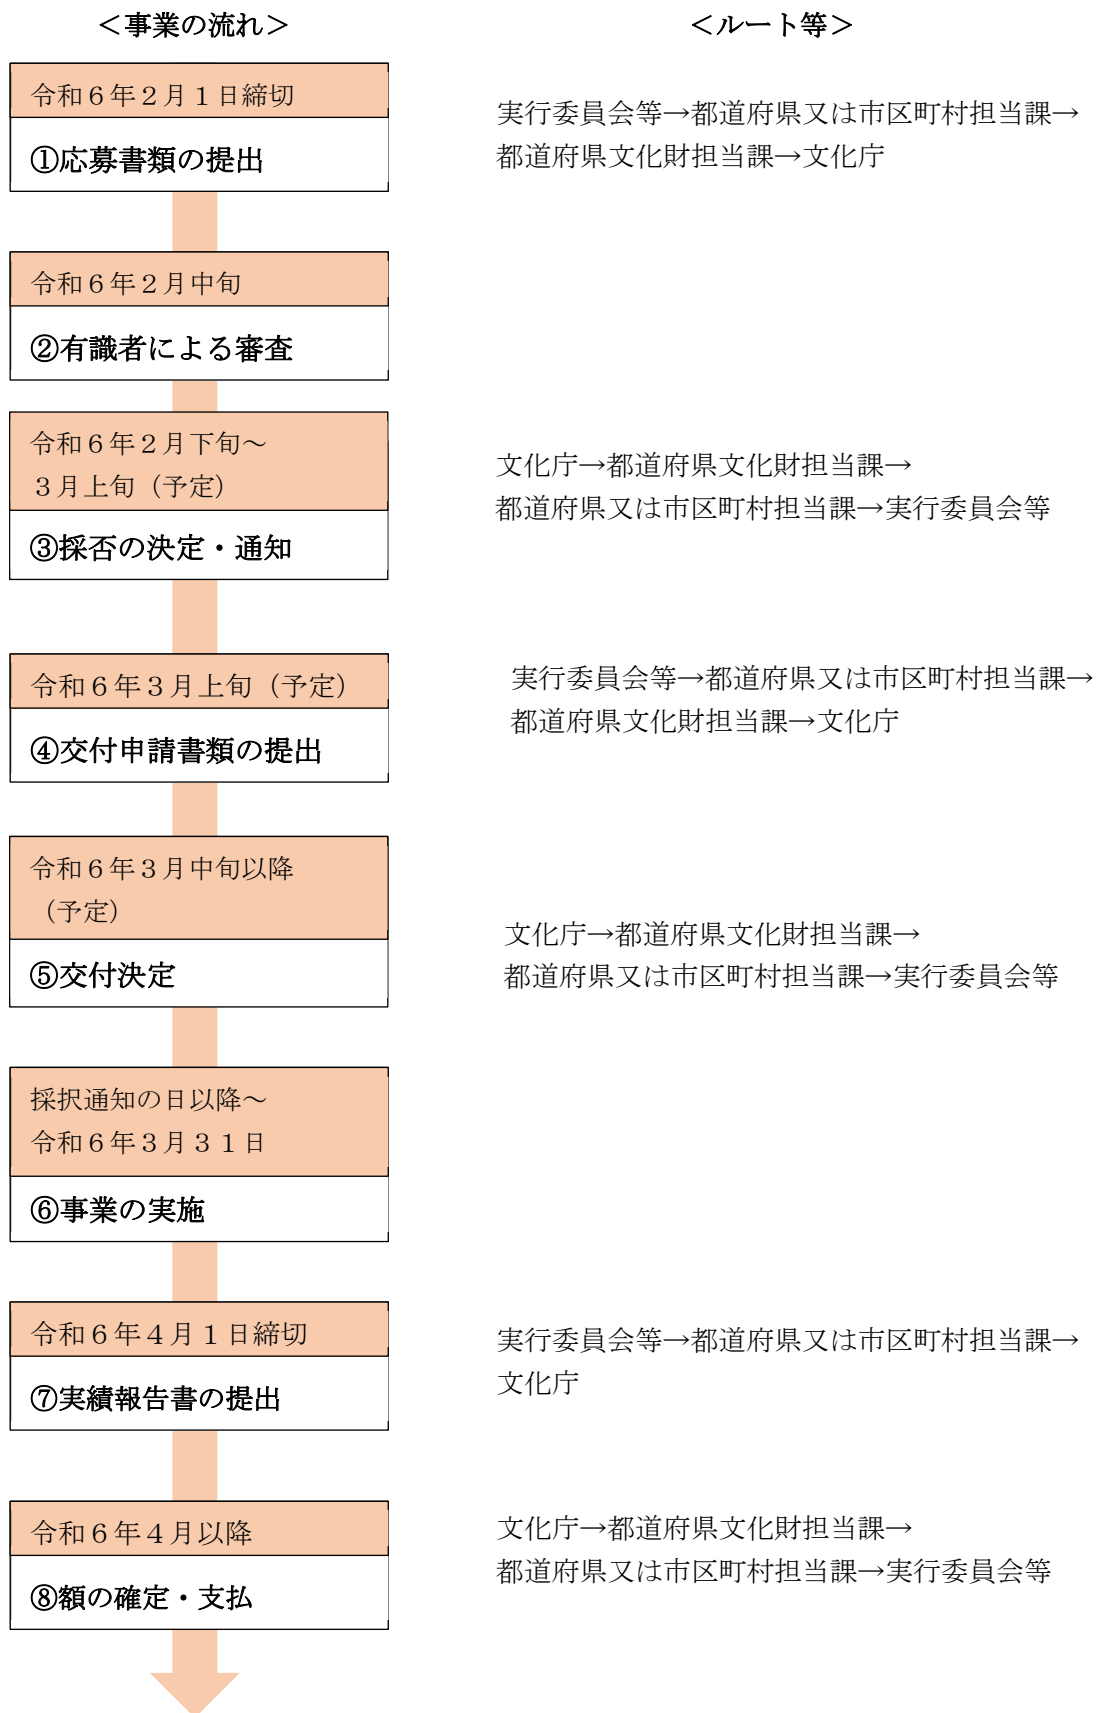 ＜事業の流れ＞
＜ルート等＞
令和６年２月１日締切
①応募書類の提出
実行委員会等→都道府県又は市区町村担当課→
都道府県文化財担当課→文化庁
令和６年２月中旬
②有識者による審査
令和６年２月下旬～
３月上旬（予定）
③採否の決定・通知
文化庁→都道府県文化財担当課→
都道府県又は市区町村担当課→実行委員会等
令和６年３月上旬（予定）
④交付申請書類の提出
実行委員会等→都道府県又は市区町村担当課→
都道府県文化財担当課→文化庁
令和６年３月中旬以降
（予定）
⑤交付決定
文化庁→都道府県文化財担当課→
都道府県又は市区町村担当課→実行委員会等
採択通知の日以降～
令和６年３月３１日
⑥事業の実施
令和６年４月１日締切
⑦実績報告書の提出
実行委員会等→都道府県又は市区町村担当課→
文化庁
令和６年４月以降
⑧額の確定・支払
文化庁→都道府県文化財担当課→
都道府県又は市区町村担当課→実行委員会等